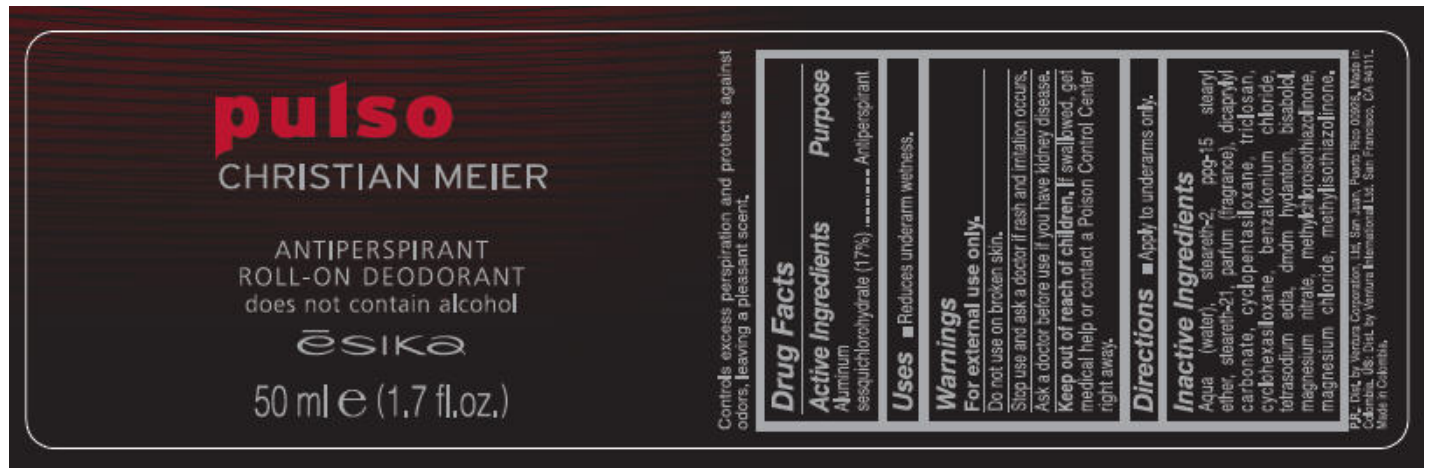 pulso
CHRISTIAN MEIER
ANTIPERSPIRANT
ROLL-ON DEODORANT
does not contain alcohol
ēsika
50 ml e (1.7 fl.oz.)
Controls excess perspiration and protects against
odors, leaving a pleasant scent.
Drug Facts
Active Ingredients Purpose
Aluminum
sesquichlorohydrate (17%) ........ Antiperspirant
Uses ■ Reduces underarm wetness.
Warnings
For external use only.
Do not use on broken skin.
Stop use and ask a doctor if rash and irritation occurs.
Ask a doctor before use if you have kidney disease.
Keep out of reach of children. If swallowed, get
medical help or contact a Poison Control Center
right away.
Directions ■ Apply to underarms only.
Inactive Ingredients
Aqua (water), steareth-2, ppg-15 stearyl
ether, steareth-21, parfum (fragrance), dicaprylyl
carbonate, cyclopentasiloxane, triclosan,
cyclohexasiloxane, benzalkonium chloride,
tetrasodium edta, dmdm hydantoin, bisabolol,
magnesium nitrate, methylchloroisothiazolinone,
magnesium chloride, methylisothiazolinone.
P.R. Dist. by Ventura Corporation, Ltd, San Juan, Puerto Rico 00926. Made in
Colombia. US: Dist. by Ventura International Ltd. San Francisco, CA 94111.
Made in Colombia.